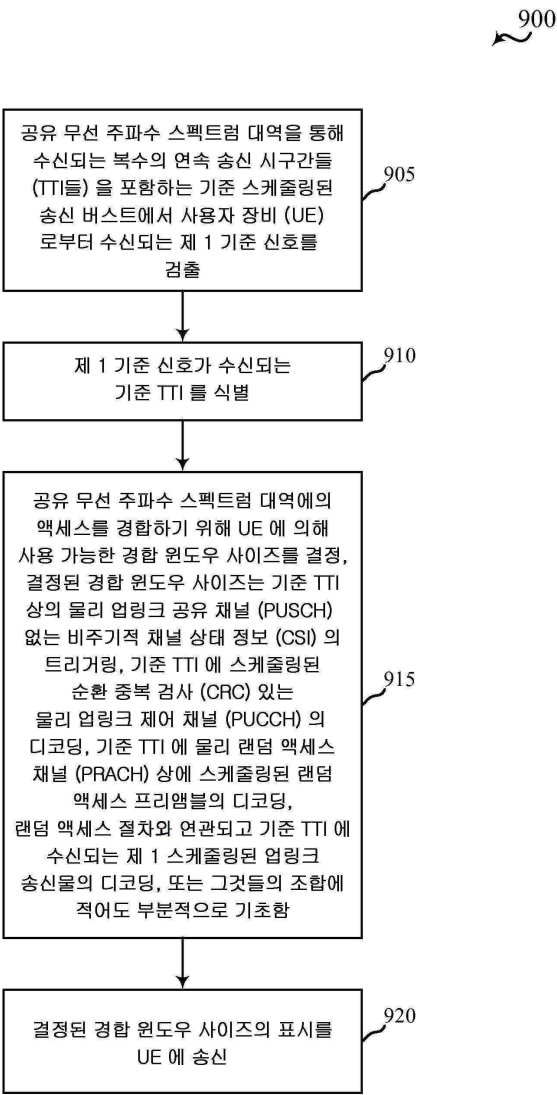 900
공유 무선 주파수 스펙트럼 대역을 통해
수신되는 복수의 연속 송신 시구간들
(TTI들) 을 포함하는 기준 스케줄링된
송신 버스트에서 사용자 장비 (UE)
로부터 수신되는 제 1 기준 신호를
검출
905
제 1 기준 신호가 수신되는
기준 TTI 를 식별
910
공유 무선 주파수 스펙트럼 대역에의
액세스를 경합하기 위해 UE 에 의해
사용 가능한 경합 윈도우 사이즈를 결정,
결정된 경합 윈도우 사이즈는 기준 TTI
상의 물리 업링크 공유 채널 (PUSCH)
없는 비주기적 채널 상태 정보 (CSI) 의
트리거링, 기준 TTI 에 스케줄링된
순환 중복 검사 (CRC) 있는
물리 업링크 제어 채널 (PUCCH) 의
디코딩, 기준 TTI 에 물리 랜덤 액세스
채널 (PRACH) 상에 스케줄링된 랜덤
액세스 프리앰블의 디코딩,
랜덤 액세스 절차와 연관되고 기준 TTI 에
수신되는 제 1 스케줄링된 업링크
송신물의 디코딩, 또는 그것들의 조합에
적어도 부분적으로 기초함
915
결정된 경합 윈도우 사이즈의 표시를
UE 에 송신
920